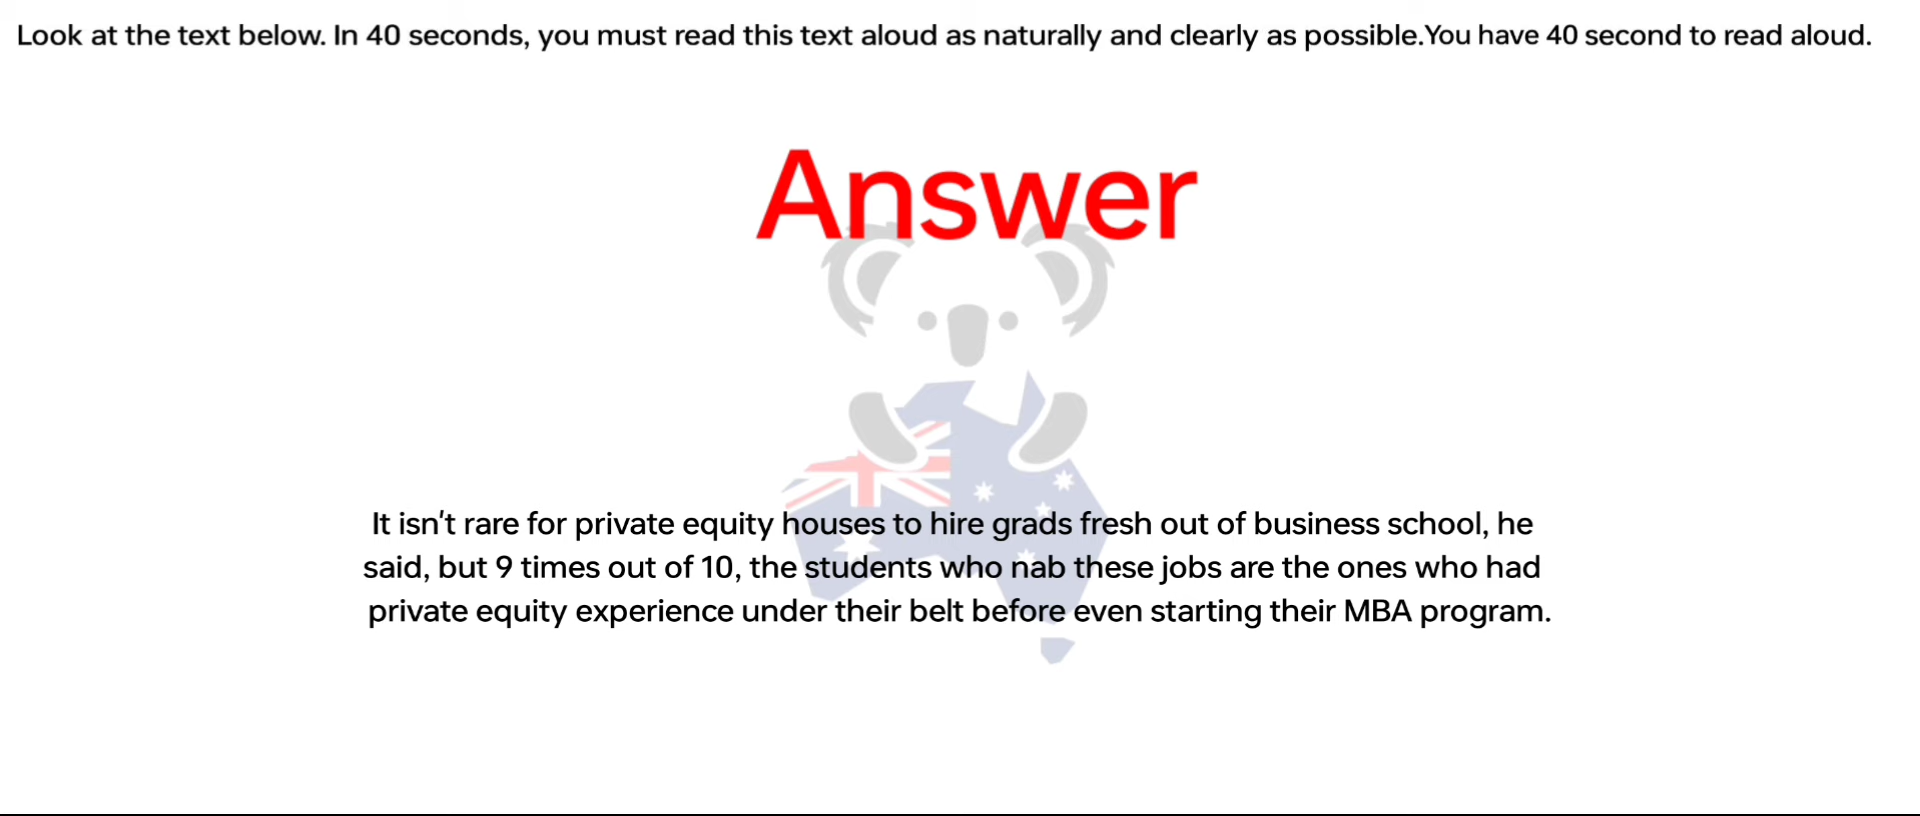 Look at the text below. In 40 seconds, you must read this text aloud as naturally and clearly as possible.You have 40 second to read aloud.
Answer
It isn't rare for private equity houses to hire grads fresh out of business school, he
said, but 9 times out of 10, the students who nab these jobs are the ones who had
private equity experience under their belt before even starting their MBA program.